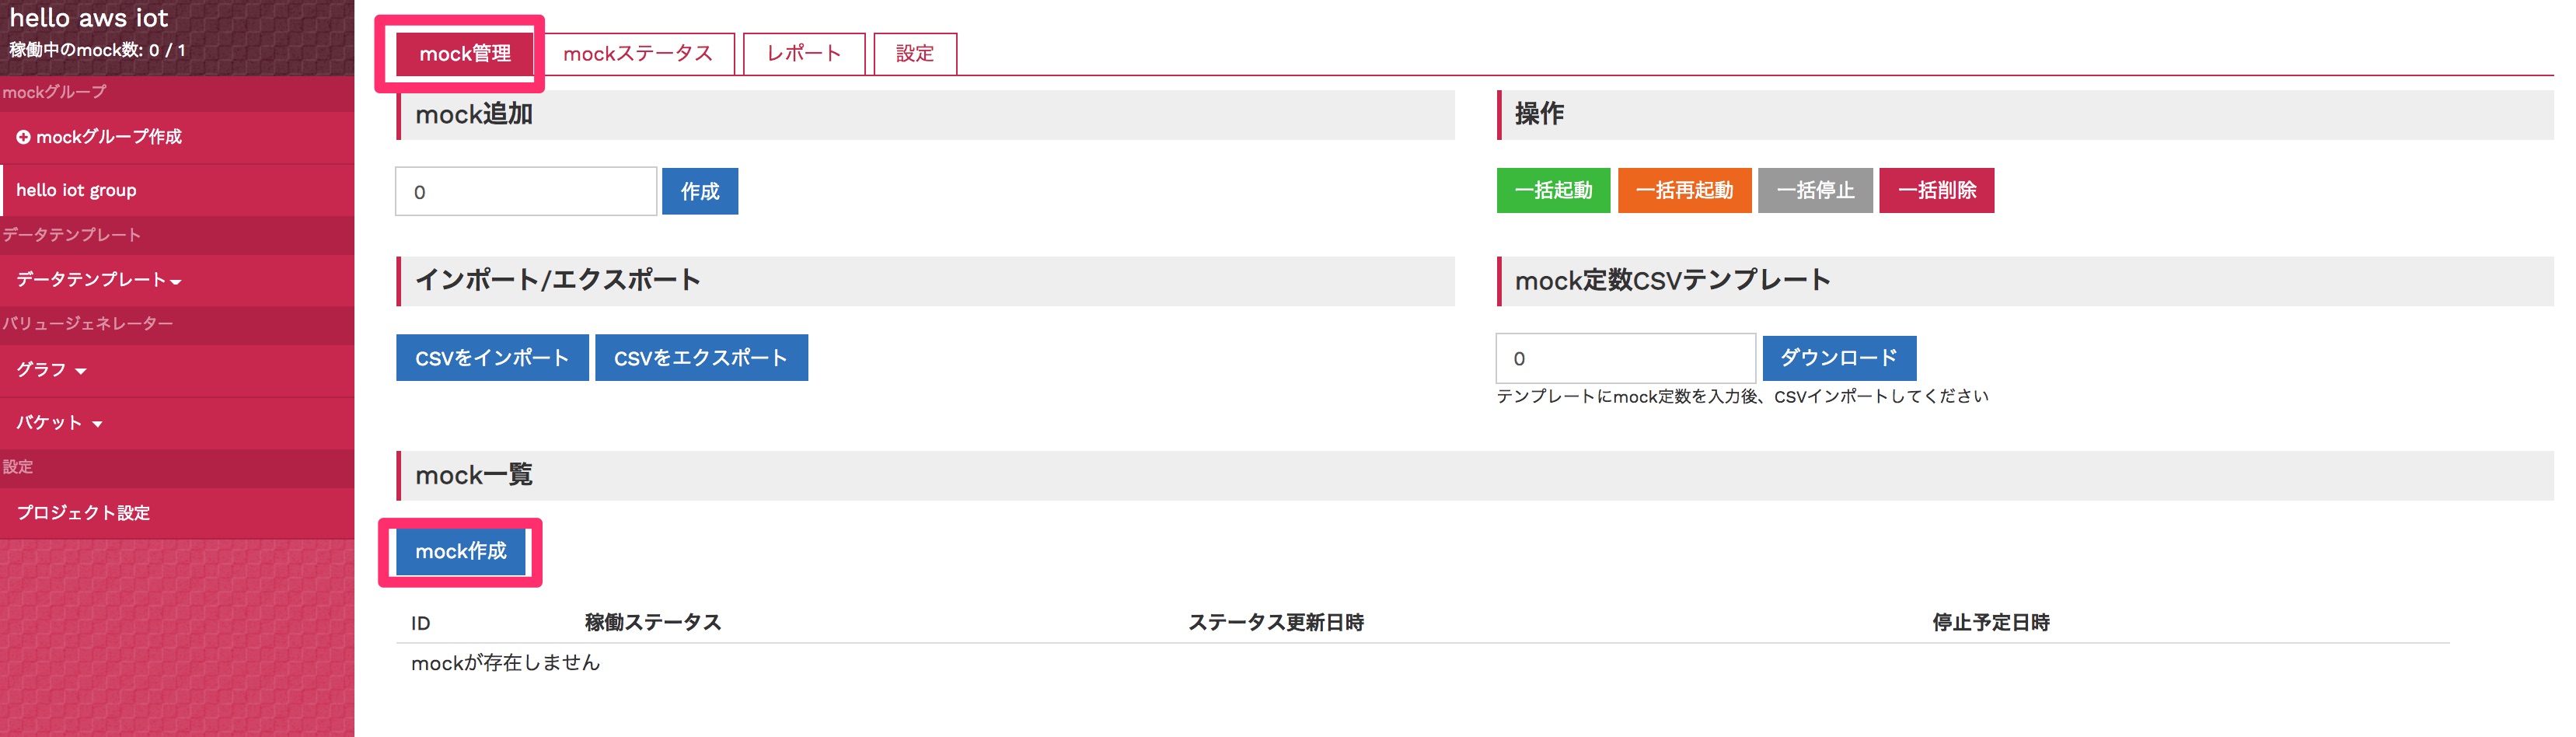 hello aws iot
稼働中のmock数: 0 / 1
mockグループ
mockグループ作成
hello iot group
データテンプレート
データテンプレート
バリュージェネレーター
グラフ
バケット
設定
プロジェクト設定
mock管理
mockステータス
レポート
設定
mock追加
0
作成
操作
一括起動
一括再起動
一括停止
一括削除
インポート/エクスポート
CSVをインポート
CSVをエクスポート
mock定数CSVテンプレート
0
ダウンロード
テンプレートにmock定数を入力後、CSVインポートしてください
mock一覧
mock作成
ID 稼働ステータス ステータス更新日時 停止予定日時
mockが存在しません